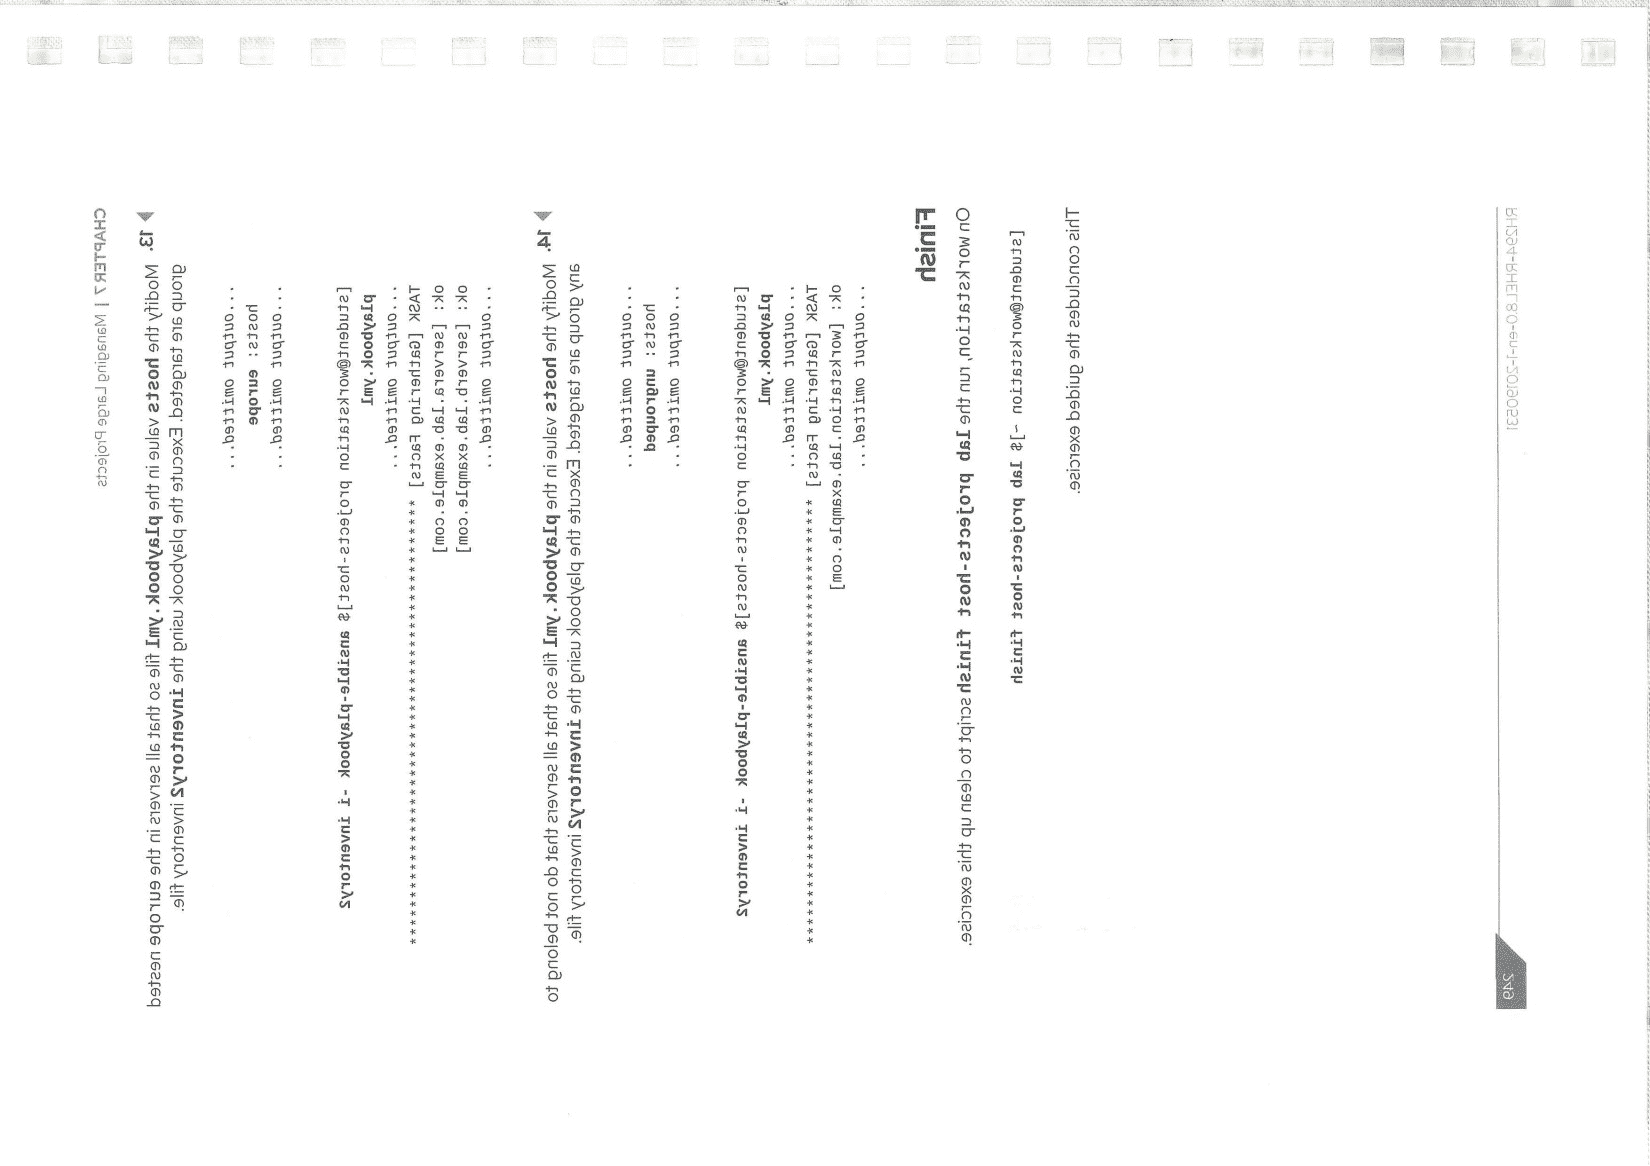 CHAPTER 7 | Managing Large Projects
13. Modify the hosts value in the playbook.yml file so that all servers in the europe nested
group are targeted. Execute the playbook using the inventory2 inventory file.
...output omitted...
hosts: europe
...output omitted...
[student@workstation projects-host]$ ansible-playbook -i inventory2
playbook.yml
...output omitted...
TASK [Gathering Facts] *******************************************************
ok: [servera.lab.example.com]
ok: [serverb.lab.example.com]
...output omitted...
14. Modify the hosts value in the playbook.yml file so that all servers that do not belong to
any group are targeted. Execute the playbook using the inventory2 inventory file.
...output omitted...
hosts: ungrouped
...output omitted...
[student@workstation projects-hosts]$ ansible-playbook -i inventory2
playbook.yml
...output omitted...
TASK [Gathering Facts] *******************************************************
ok: [workstation.lab.example.com]
...output omitted...
Finish
On workstation, run the lab projects-host finish script to clean up this exercise.
[student@workstation ~]$ lab projects-host finish
This concludes the guided exercise.
RH294-RHEL8.0-en-1-20190531
249